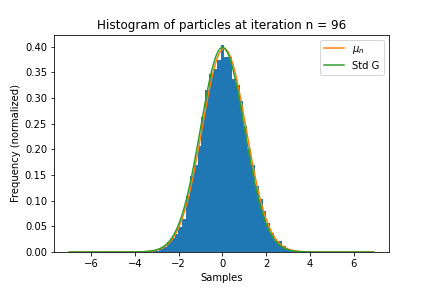 Histogram of particles at iteration n = 96
Frequency (normalized)
0.40
0.35
0.30
0.25
0.20
0.15
0.10
0.05
0.00
μn
Std G
−6 −4 −2 0 2 4 6
Samples